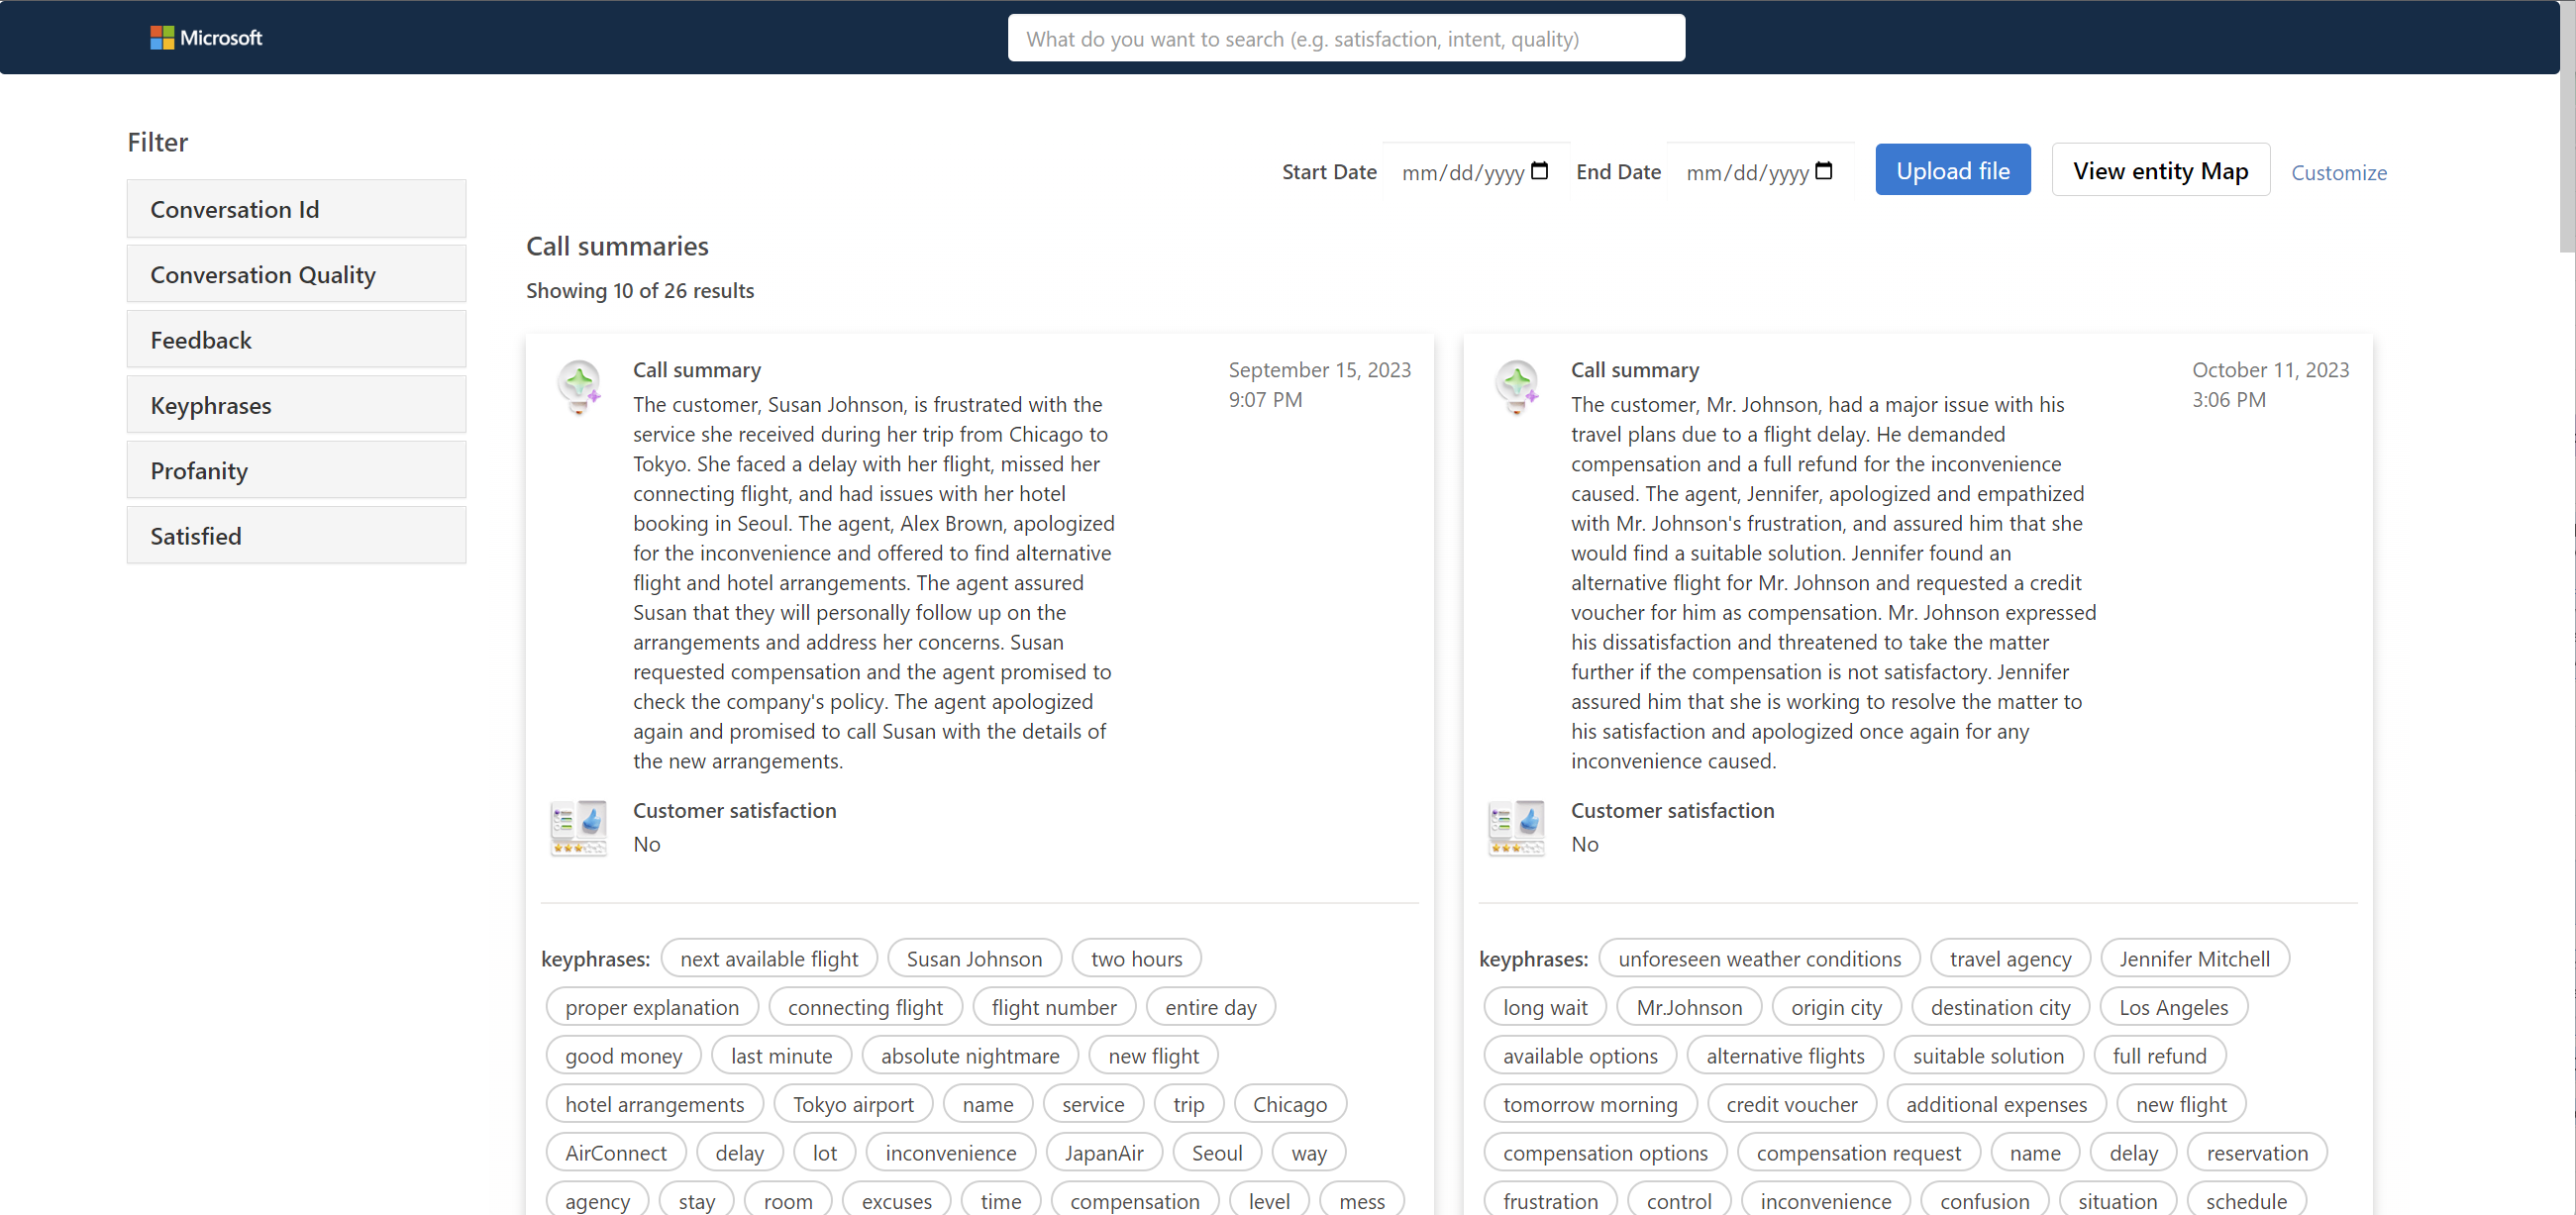 Microsoft
What do you want to search (e.g. satisfaction, intent, quality)
Filter
Conversation Id
Conversation Quality
Feedback
Keyphrases
Profanity
Satisfied
Start Date mm/dd/yyyy End Date mm/dd/yyyy Upload file View entity Map Customize
Call summaries
Showing 10 of 26 results
Call summary
September 15, 2023
9:07 PM
The customer, Susan Johnson, is frustrated with the
service she received during her trip from Chicago to
Tokyo. She faced a delay with her flight, missed her
connecting flight, and had issues with her hotel
booking in Seoul. The agent, Alex Brown, apologized
for the inconvenience and offered to find alternative
flight and hotel arrangements. The agent assured
Susan that they will personally follow up on the
arrangements and address her concerns. Susan
requested compensation and the agent promised to
check the company's policy. The agent apologized
again and promised to call Susan with the details of
the new arrangements.
Customer satisfaction
No
keyphrases: next available flight Susan Johnson two hours
proper explanation connecting flight flight number entire day
good money last minute absolute nightmare new flight
hotel arrangements Tokyo airport name service trip Chicago
AirConnect delay lot inconvenience JapanAir Seoul way
agency stay room excuses time compensation level mess
Call summary
October 11, 2023
3:06 PM
The customer, Mr. Johnson, had a major issue with his
travel plans due to a flight delay. He demanded
compensation and a full refund for the inconvenience
caused. The agent, Jennifer, apologized and empathized
with Mr. Johnson's frustration, and assured him that she
would find a suitable solution. Jennifer found an
alternative flight for Mr. Johnson and requested a credit
voucher for him as compensation. Mr. Johnson expressed
his dissatisfaction and threatened to take the matter
further if the compensation is not satisfactory. Jennifer
assured him that she is working to resolve the matter to
his satisfaction and apologized once again for any
inconvenience caused.
Customer satisfaction
No
keyphrases: unforeseen weather conditions travel agency Jennifer Mitchell
long wait Mr.Johnson origin city destination city Los Angeles
available options alternative flights suitable solution full refund
tomorrow morning credit voucher additional expenses new flight
compensation options compensation request name delay reservation
frustration control inconvenience confusion situation schedule